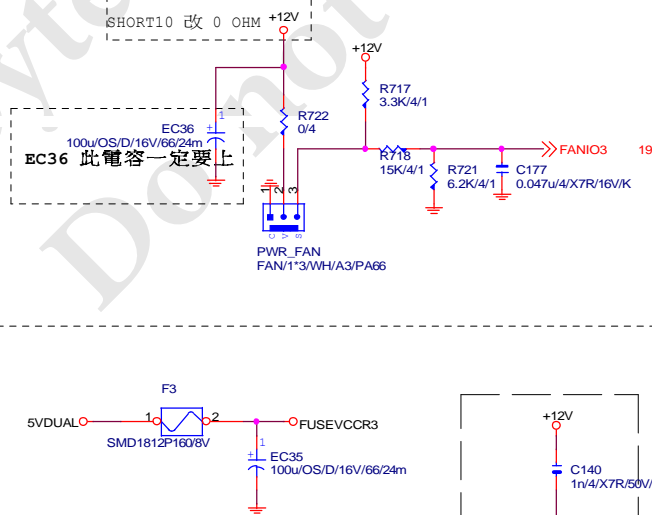 SHORT10 改 0 OHM
+12V
+12V
R717
3.3K/4/1
R722
0/4
1
EC36
+
100u/OS/D/16V/66/24m
EC36 此電容一定要上
R718
15K/4/1
R721
6.2K/4/1
C177
0.047u/4/X7R/16V/K
FANIO3
19
1
2
3
C
V
S
PWR_FAN
FAN/1*3/WH/A3/PA66
Do not
F3
5VDUAL
1
2
FUSEVCCR3
SMD1812P160/8V
1
+
EC35
100u/OS/D/16V/66/24m
+12V
C140
1n/4/X7R/50V/